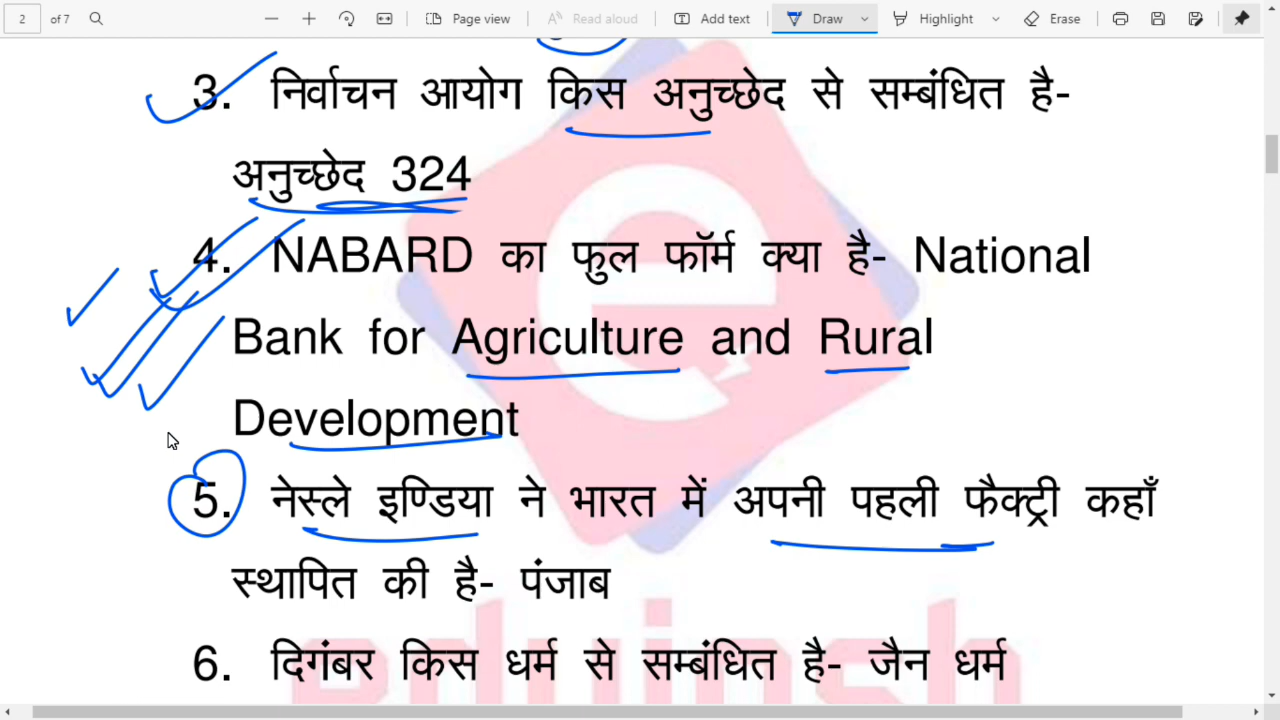 2 of 7 Page view Read aloud Add text Draw Highlight Erase
3. निर्वाचन आयोग किस अनुच्छेद से सम्बंधित है-
अनुच्छेद 324
4. NABARD का फुल फॉर्म क्या है- National
Bank for Agriculture and Rural
Development
5. नेस्ले इण्डिया ने भारत में अपनी पहली फैक्ट्री कहाँ
स्थापित की है- पंजाब
6. दिगंबर किस धर्म से सम्बंधित है- जैन धर्म